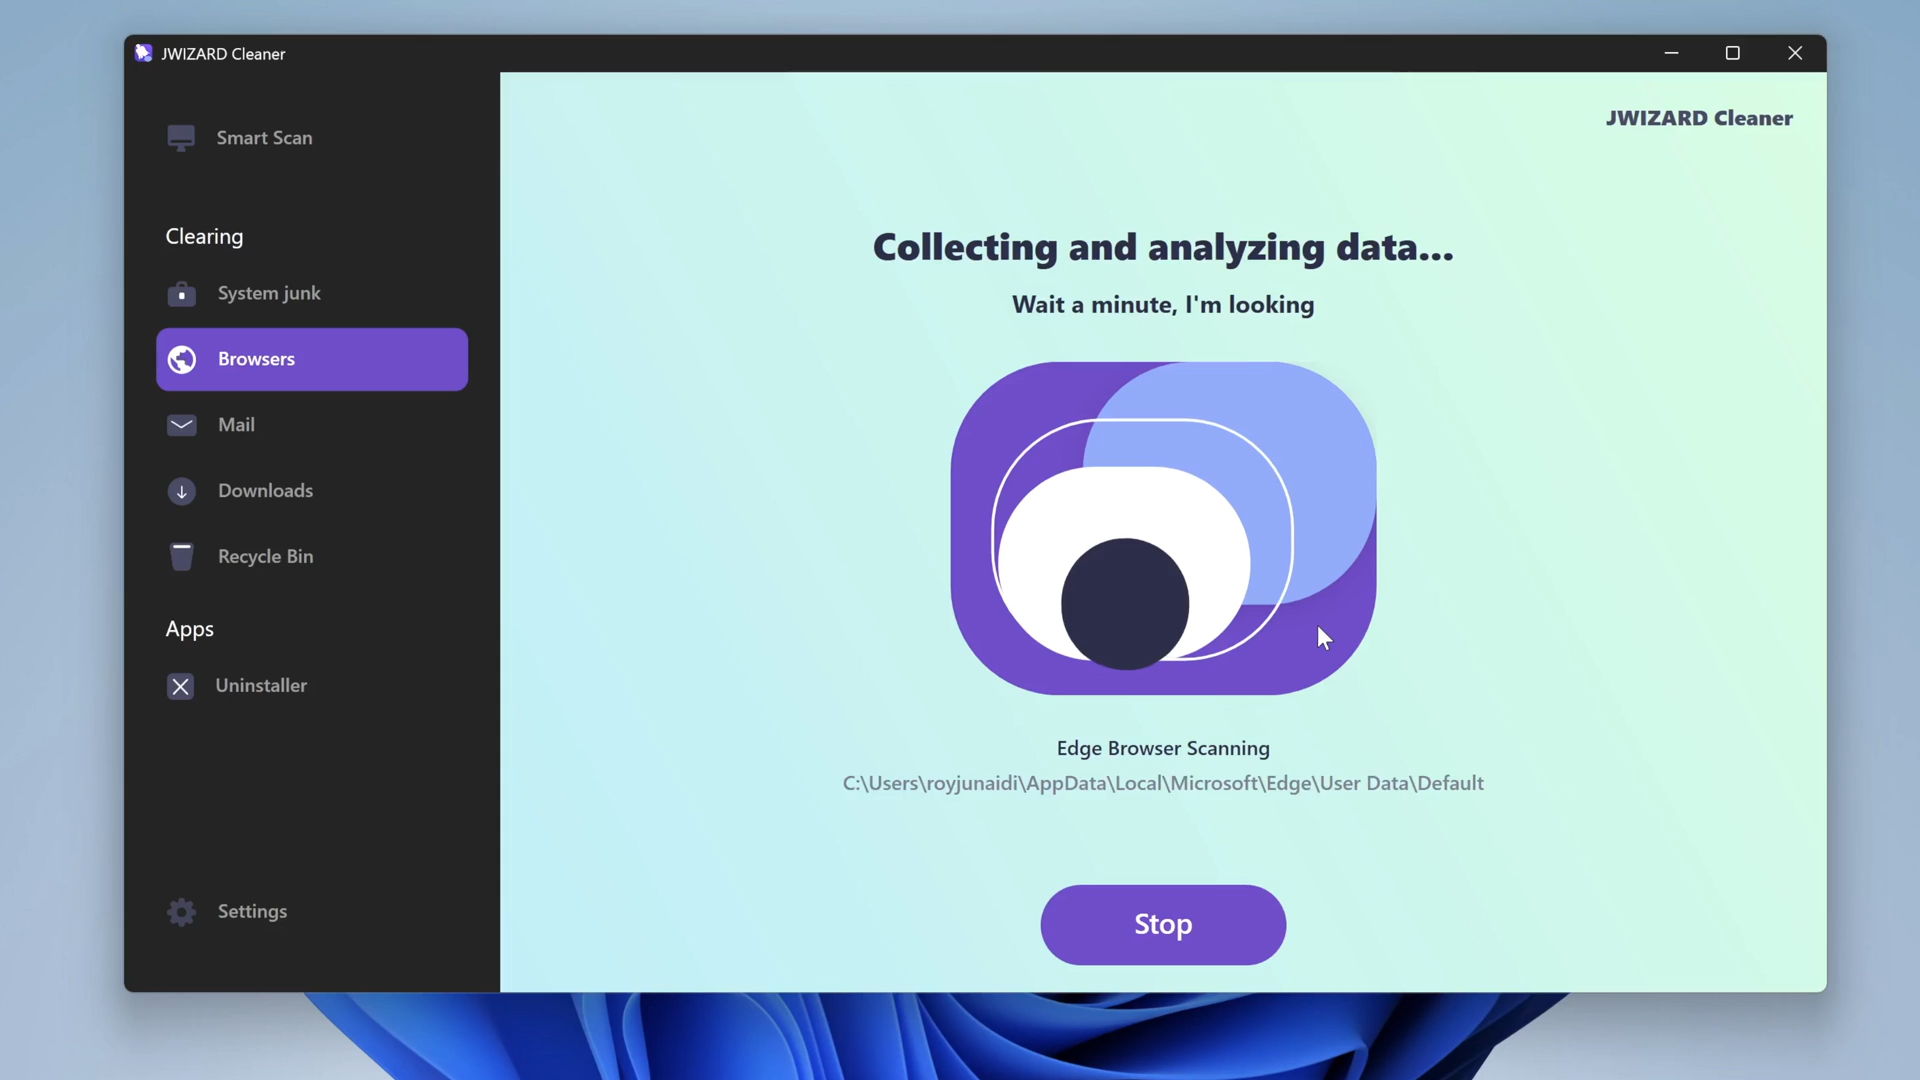 JWIZARD Cleaner
Smart Scan
Clearing
System junk
Browsers
Mail
Downloads
Recycle Bin
Apps
Uninstaller
Settings
JWIZARD Cleaner
Collecting and analyzing data...
Wait a minute, I'm looking
Edge Browser Scanning
C:\Users\royjunaidi\AppData\Local\Microsoft\Edge\User Data\Default
Stop